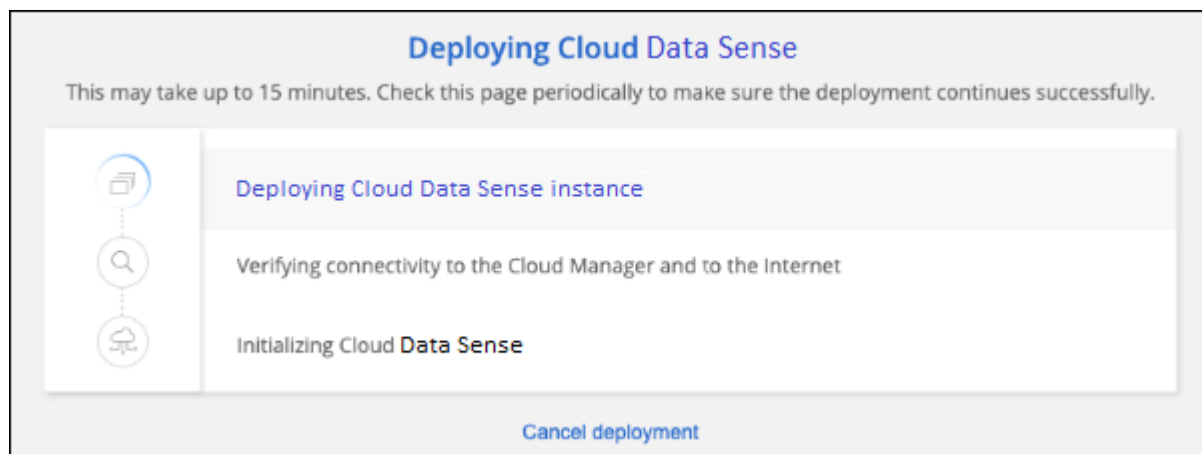 Deploying Cloud Data Sense
This may take up to 15 minutes. Check this page periodically to make sure the deployment continues successfully.
Deploying Cloud Data Sense instance
Verifying connectivity to the Cloud Manager and to the Internet
Initializing Cloud Data Sense
Cancel deployment